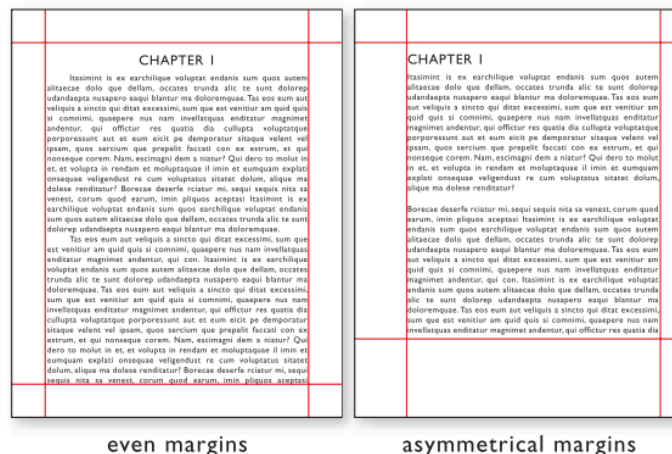 CHAPTER I
Itasimint is ex earchilique voluptat endanis sum quos autem
alitaecae dolo que dellam, occates trunda alic te sunt dolorep
udandaepta nusapero eaqui blantur ma doloremquae. Tas eos eum aut
veliquis a sincto qui ditat excessimi, sum que est venitiur am quid quis
si comnimi, quaepere nus nam invellatquas enditatur magnimet
andentur, qui offictur res quatia dia cullupta voluptatque
porporessunt aut et eum eicit pe demporatur sitaque velent vel
ipsam, quos sercium que prepelit faccati con ex estrum, et qui
nonseque corem. Nam, escimagni dem a niatur? Qui dero to molut in
et, et volupta in rendam et moluptaquae il imin et eumquam explati
onsequae veligendust re cum voluptatus sitatet dolum, alique ma
dolese renditatur? Borecae deserfe rciatur mi, sequi sequis nita sa
venest, corum quod earum, imin pliquos aceptasi Itasimint is ex
earchilique voluptat endanis sum quos earchilique voluptat endanis
sum quos autem alitaecae dolo que dellam, occates trunda alic te sunt
dolorep udandaepta nusapero eaqui blantur ma doloremquae.
Tas eos eum aut veliquis a sincto qui ditat excessimi, sum que
est venitiur am quid quis si comnimi, quaepere nus nam invellatquas
enditatur magnimet andentur, qui con. Itasimint is ex earchilique
voluptat endanis sum quos autem alitaecae dolo que dellam, occates
trunda alic te sunt dolorep udandaepta nusapero eaqui blantur ma
doloremquae. Tas eos eum aut veliquis a sincto qui ditat excessimi,
sum que est venitiur am quid quis si comnimi, quaepere nus nam
invellatquas enditatur magnimet andentur, qui offictur res quatia dia
cullupta voluptatque porporessunt aut et eum eicit pe demporatur
sitaque velent vel ipsam, quos sercium que prepelit faccati con ex
estrum, et qui nonseque corem. Nam, escimagni dem a niatur? Qui
dero to molut in et, et volupta in rendam et moluptaquae il imin et
eumquam explati onsequae veligendust re cum voluptatus sitatet
dolum, alique ma dolese renditatur? Borecae deserfe rciatur mi, sequi
sequis nita sa venest, corum quod earum, imin pliquos aceptasi
even margins
CHAPTER I
Itasimint is ex earchilique voluptat endanis sum quos autem
alitaecae dolo que dellam, occates trunda alic te sunt dolorep
udandaepta nusapero eaqui blantur ma doloremquae. Tas eos eum
aut veliquis a sincto qui ditat excessimi, sum que est venitiur am
quid quis si comnimi, quaepere nus nam invellatquas enditatur
magnimet andentur, qui offictur res quatia dia cullupta voluptatque
porporessunt aut et eum eicit pe demporatur sitaque velent vel
ipsam, quos sercium que prepelit faccati con ex estrum, et qui
nonseque corem. Nam, escimagni dem a niatur? Qui dero to molut
in et, et volupta in rendam et moluptaquae il imin et eumquam
explati onsequae veligendust re cum voluptatus sitatet dolum,
alique ma dolese renditatur?
Borecae deserfe rciatur mi, sequi sequis nita sa venest, corum quod
earum, imin pliquos aceptasi Itasimint is ex earchilique voluptat
endanis sum quos earchilique voluptat endanis sum quos autem
alitaecae dolo que dellam, occates trunda alic te sunt dolorep
udandaepta nusapero eaqui blantur ma doloremquae. Tas eos eum
aut veliquis a sincto qui ditat excessimi, sum que est venitiur am
quid quis si comnimi, quaepere nus nam invellatquas enditatur
magnimet andentur, qui con. Itasimint is ex earchilique voluptat
endanis sum quos autem alitaecae dolo que dellam, occates trunda
alic te sunt dolorep udandaepta nusapero eaqui blantur ma
doloremquae. Tas eos eum aut veliquis a sincto qui ditat excessimi,
sum que est venitiur am quid quis si comnimi, quaepere nus nam
invellatquas enditatur magnimet andentur, qui offictur res quatia dia
asymmetrical margins